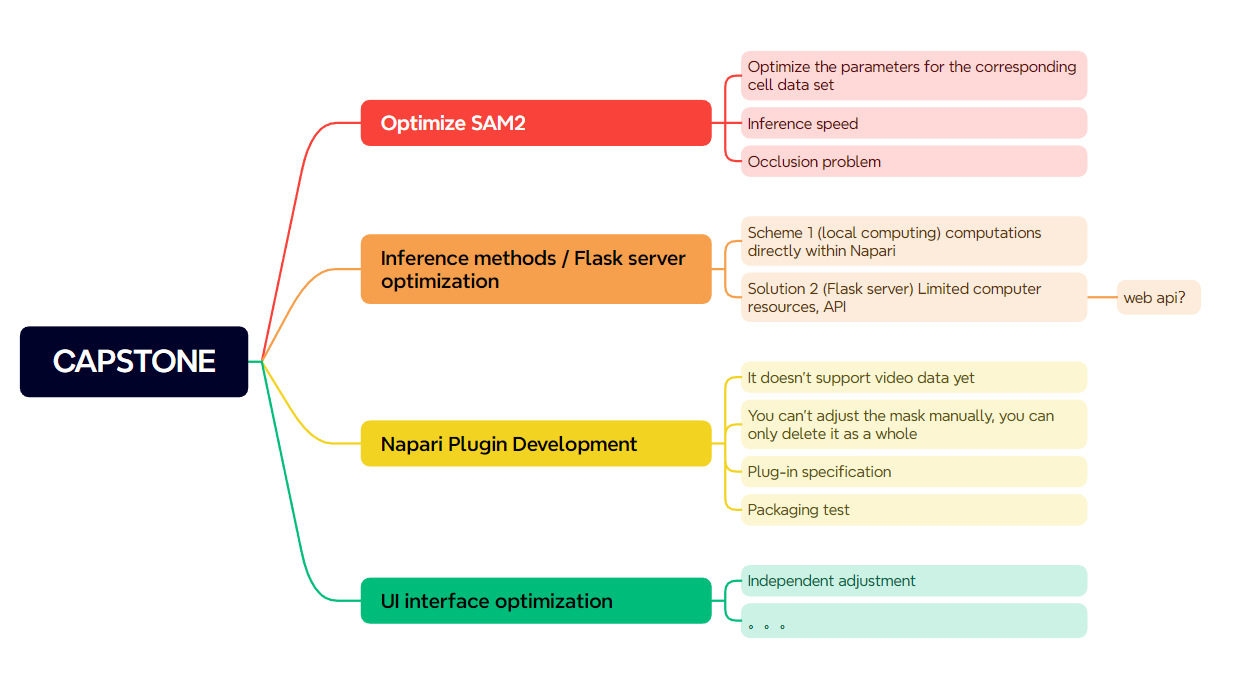 CAPSTONE
Optimize SAM2
Optimize the parameters for the corresponding
cell data set
Inference speed
Occlusion problem
Inference methods / Flask server
optimization
Scheme 1 (local computing) computations
directly within Napari
Solution 2 (Flask server) Limited computer
resources, API
web api?
Napari Plugin Development
It doesn’t support video data yet
You can’t adjust the mask manually, you can
only delete it as a whole
Plug-in specification
Packaging test
UI interface optimization
Independent adjustment
。。。